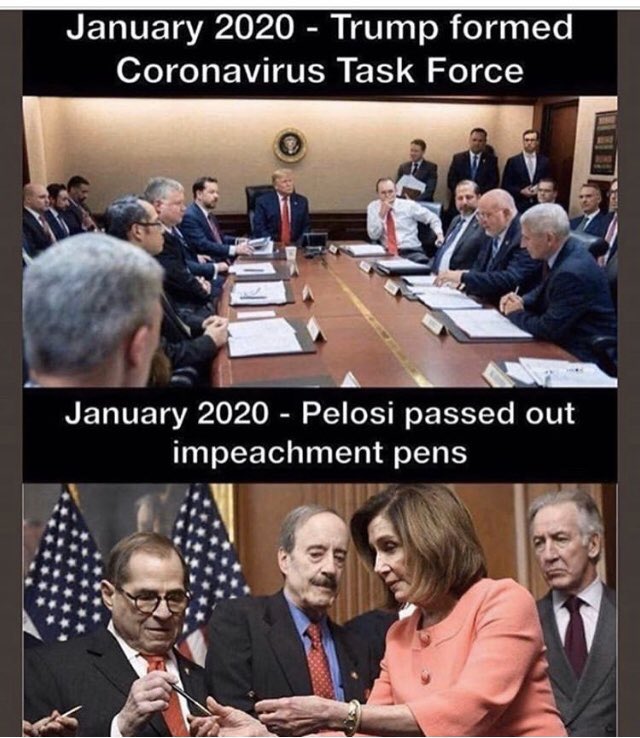 January 2020 - Trump formed
Coronavirus Task Force
January 2020 - Pelosi passed out
impeachment pens